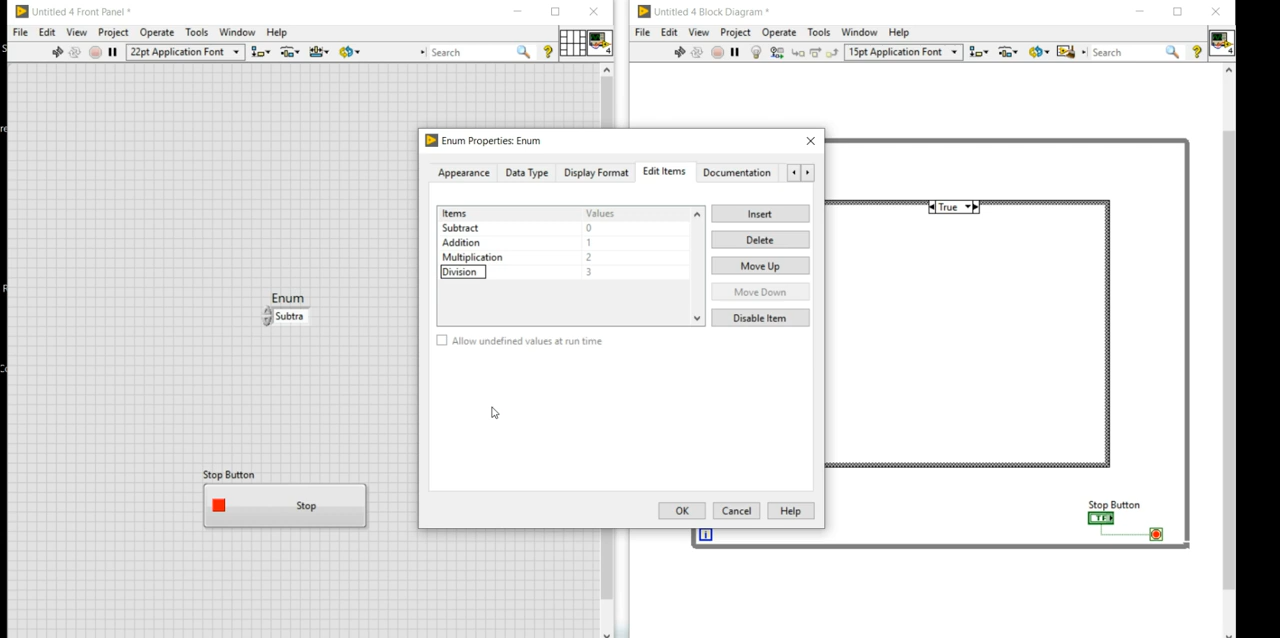 Untitled 4 Front Panel *
File Edit View Project Operate Tools Window Help
22pt Application Font
Search
4
Enum
Subtra
Stop Button
Stop
Enum Properties: Enum
Appearance Data Type Display Format Edit Items Documentation
Items Values
Subtract 0
Addition 1
Multiplication 2
Division 3
Insert
Delete
Move Up
Move Down
Disable Item
Allow undefined values at run time
OK Cancel Help
Untitled 4 Block Diagram *
File Edit View Project Operate Tools Window Help
15pt Application Font
Search
4
True
Stop Button
TF
i